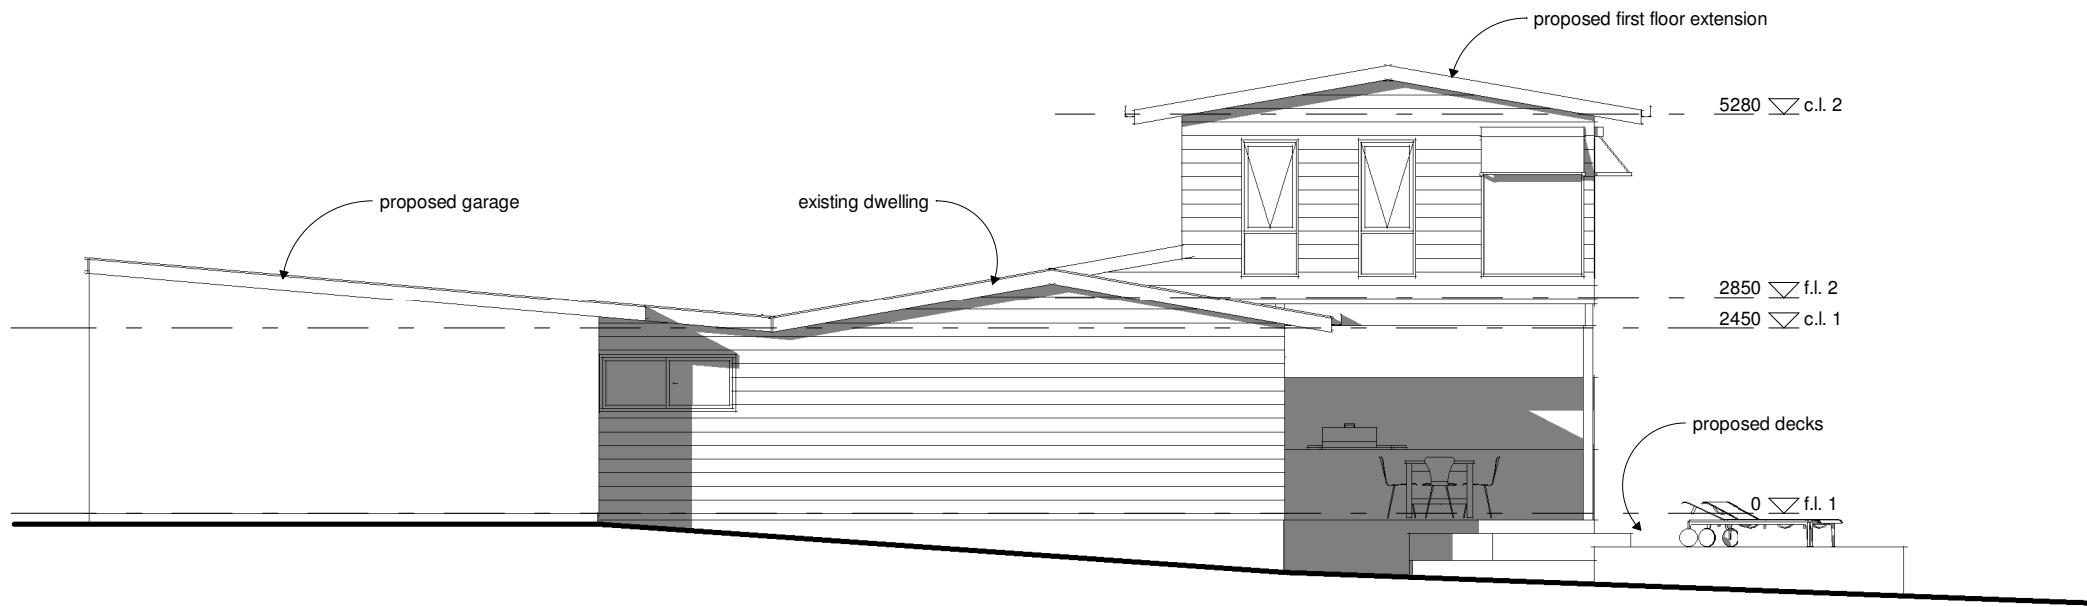 proposed first floor extension
5280 c.l. 2
proposed garage
existing dwelling
2850 f.l. 2
2450 c.l. 1
proposed decks
0 f.l. 1